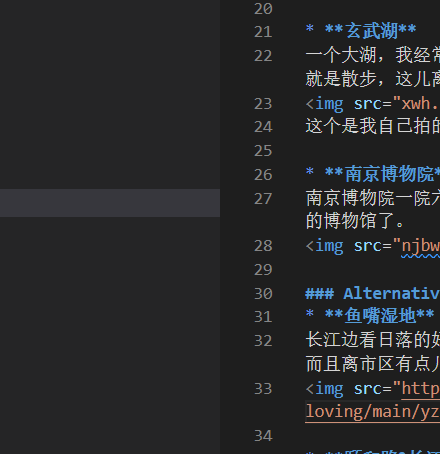 20
21 * **玄武湖**
22 一个大湖，我经常
就是散步，这儿离
23 <img src="xwh.
24 这个是我自己拍的
25
26 * **南京博物院*
27 南京博物院一院六
的博物馆了。
28 <img src="njbw
29
30 ### Alternativ
31 * **鱼嘴湿地**
32 长江边看日落的好
而且离市区有点儿
33 <img src="http
loving/main/yz
34